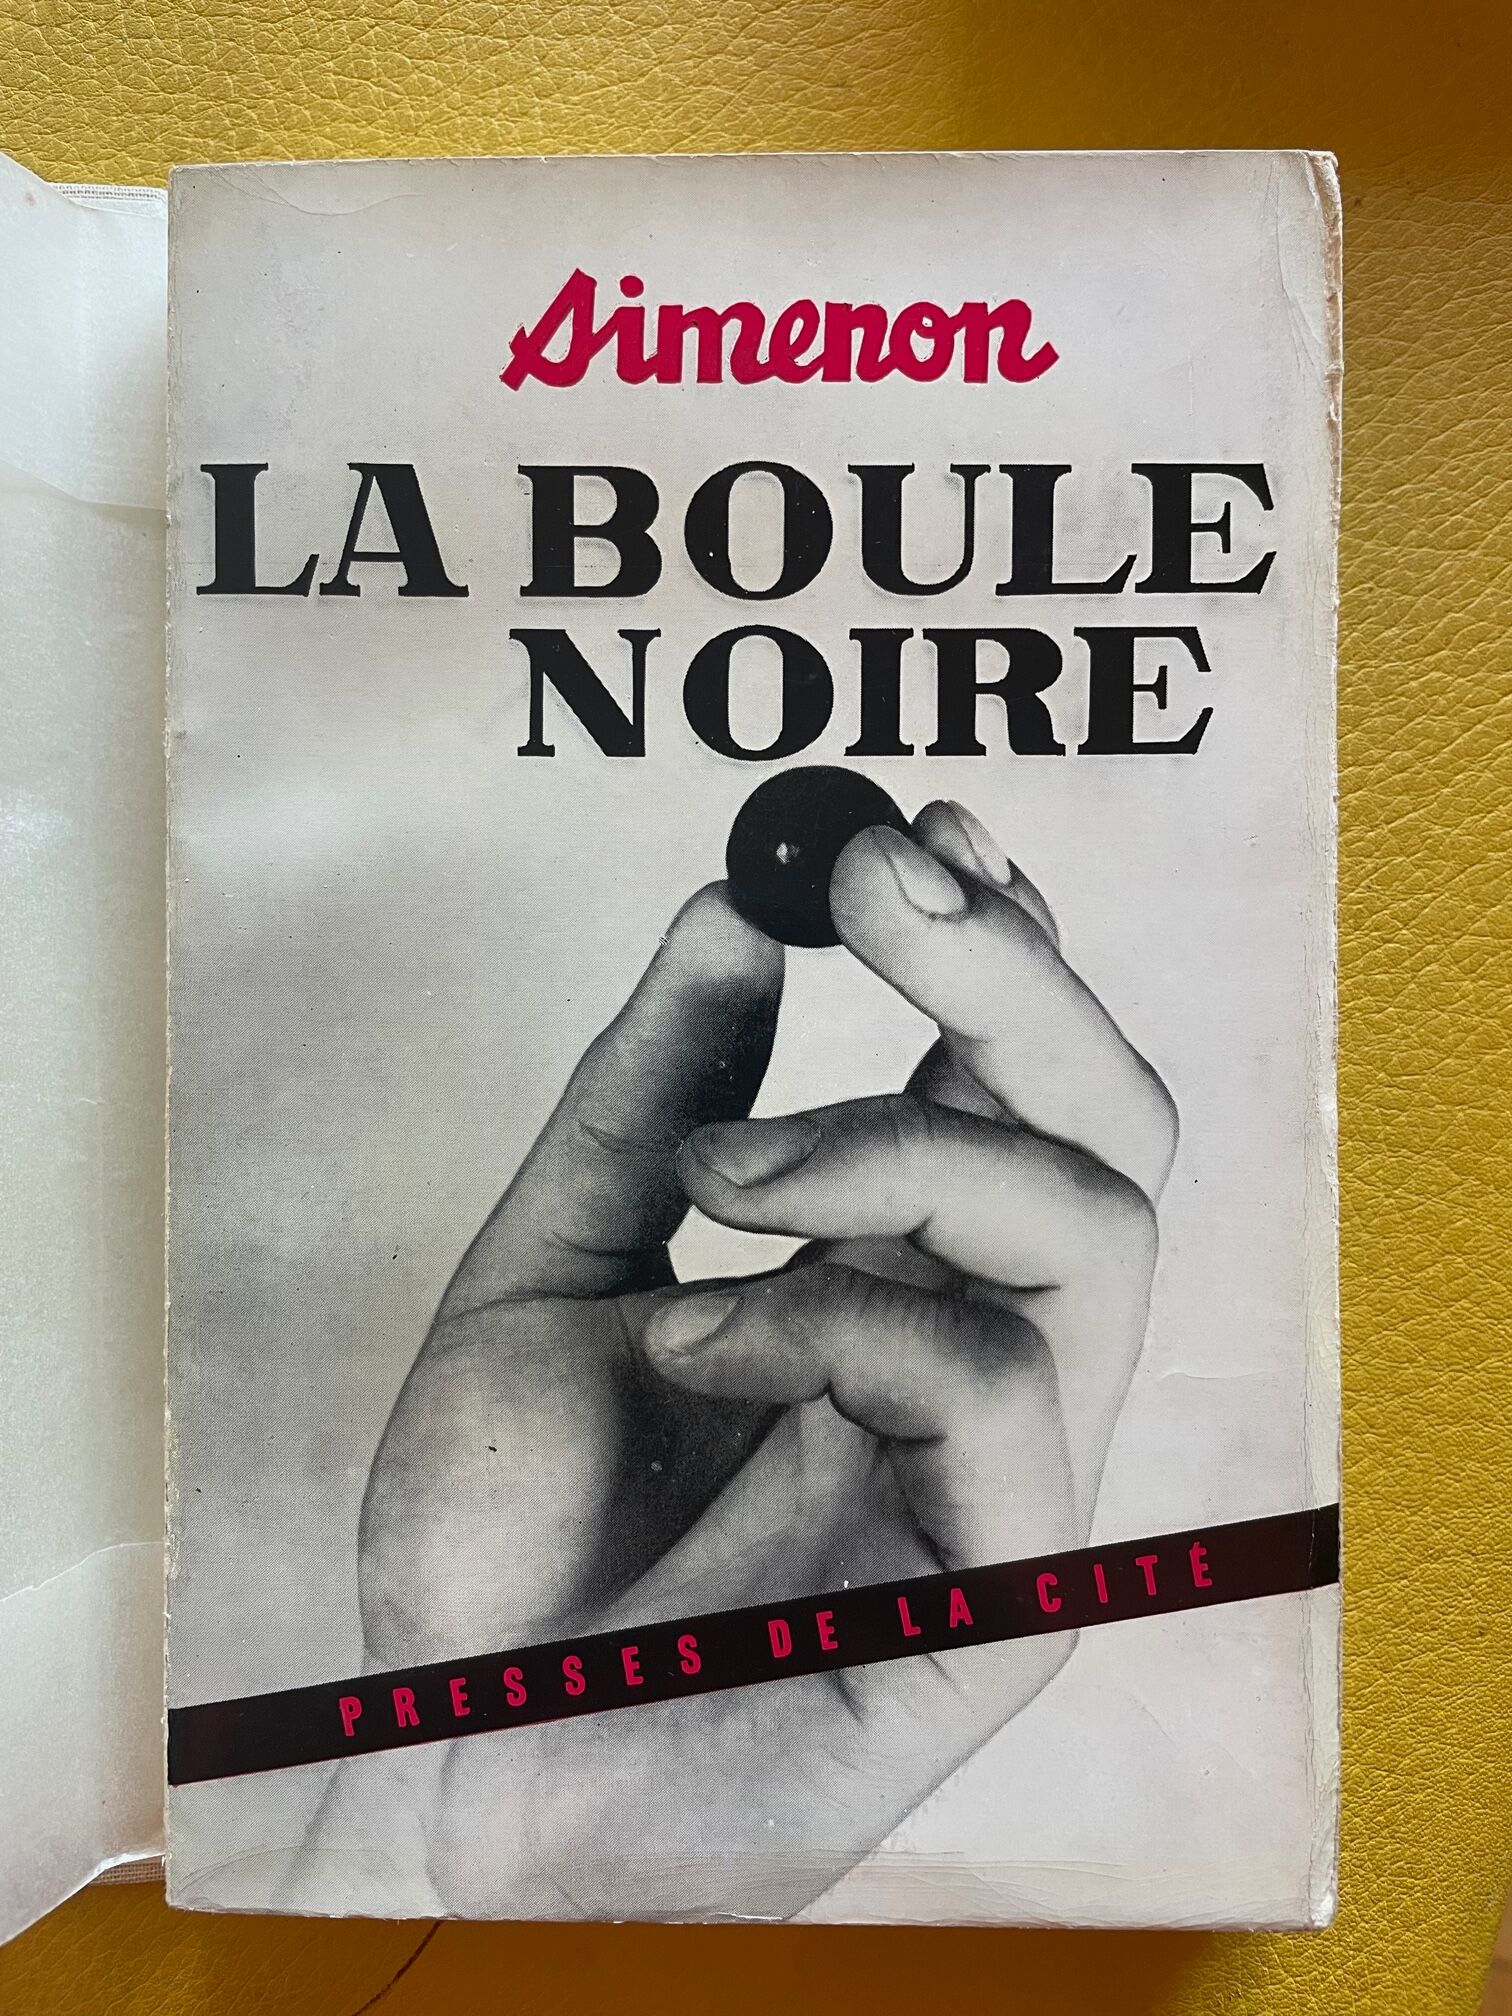 Simenon
LA BOULE
NOIRE
PRESSES DE LA CITÉ